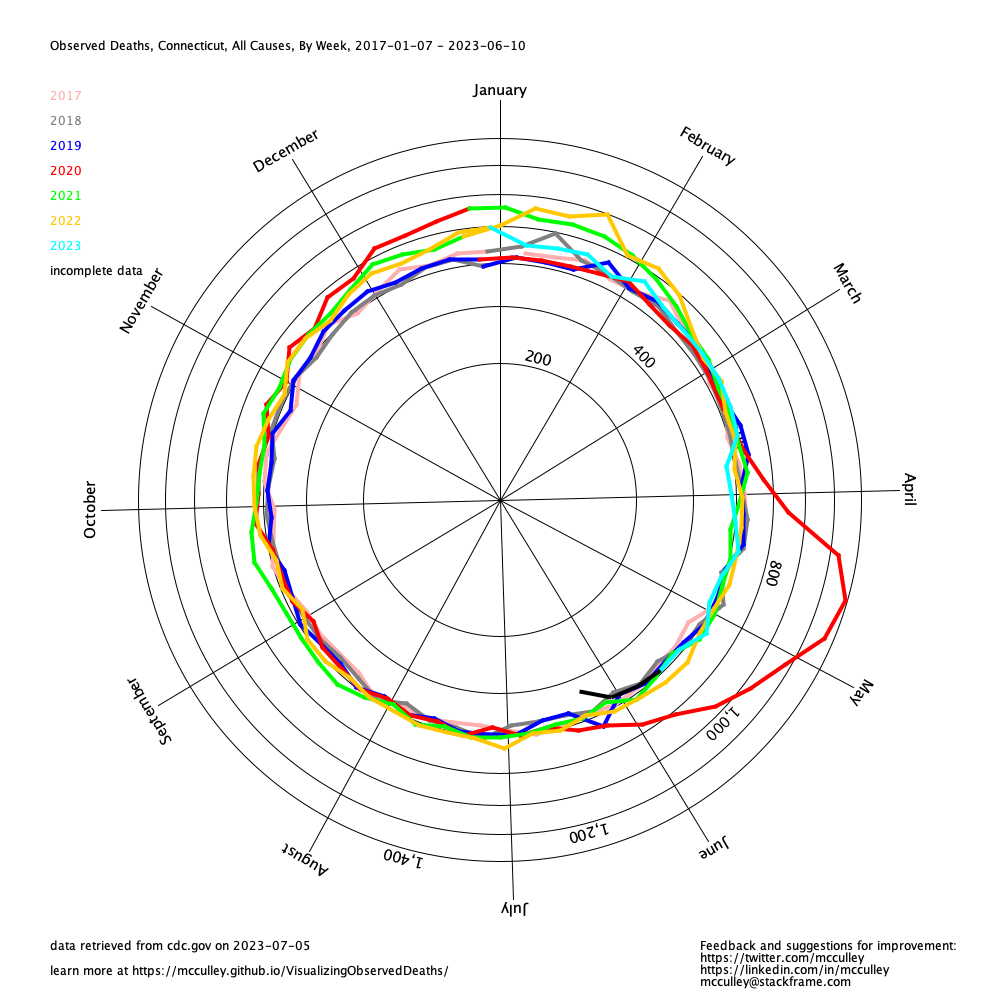 Observed Deaths, Connecticut, All Causes, By Week, 2017-01-07 - 2023-06-10
2017
2018
2019
2020
2021
2022
2023
incomplete data
January
February
March
April
May
June
July
August
September
October
November
December
200
400
800
1,000
1,200
1,400
data retrieved from cdc.gov on 2023-07-05
learn more at https://mcculley.github.io/VisualizingObservedDeaths/
Feedback and suggestions for improvement:
https://twitter.com/mcculley
https://linkedin.com/in/mcculley
mcculley@stackframe.com